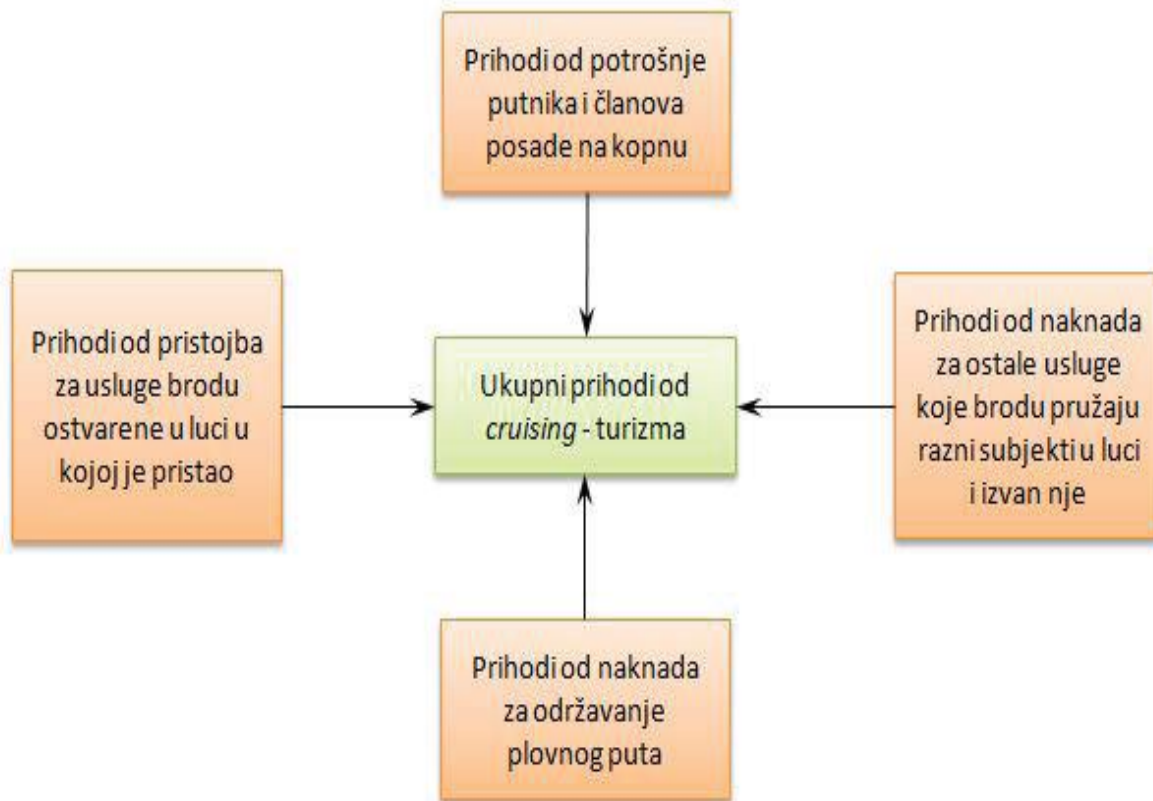 Prihodi od potrošnje
putnika i članova
posade na kopnu
Prihodi od pristojba
za usluge brodu
ostvarene u luci u
kojoj je pristao
Ukupni prihodi od
cruising - turizma
Prihodi od naknada
za ostale usluge
koje brodu pružaju
razni subjekti u luci
i izvan nje
Prihodi od naknada
za održavanje
plovnog puta